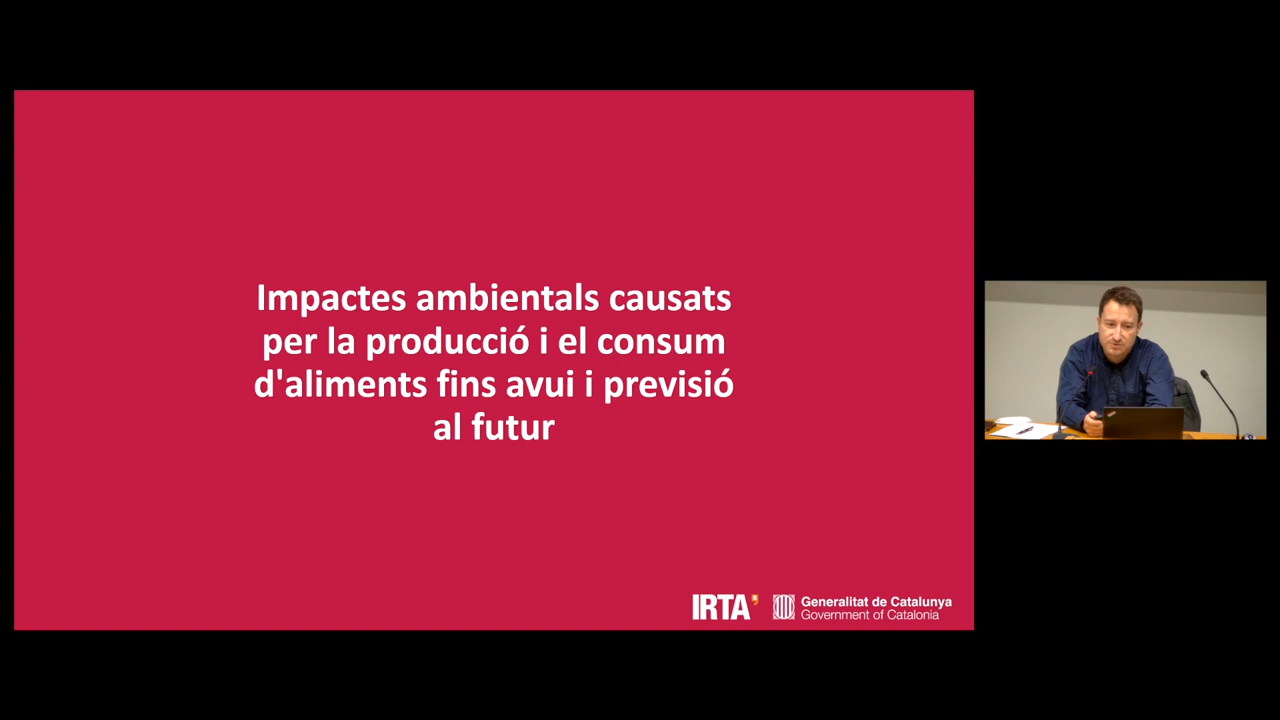 Impactes ambientals causats
per la producció i el consum
d'aliments fins avui i previsió
al futur
IRTA
Generalitat de Catalunya
Government of Catalonia